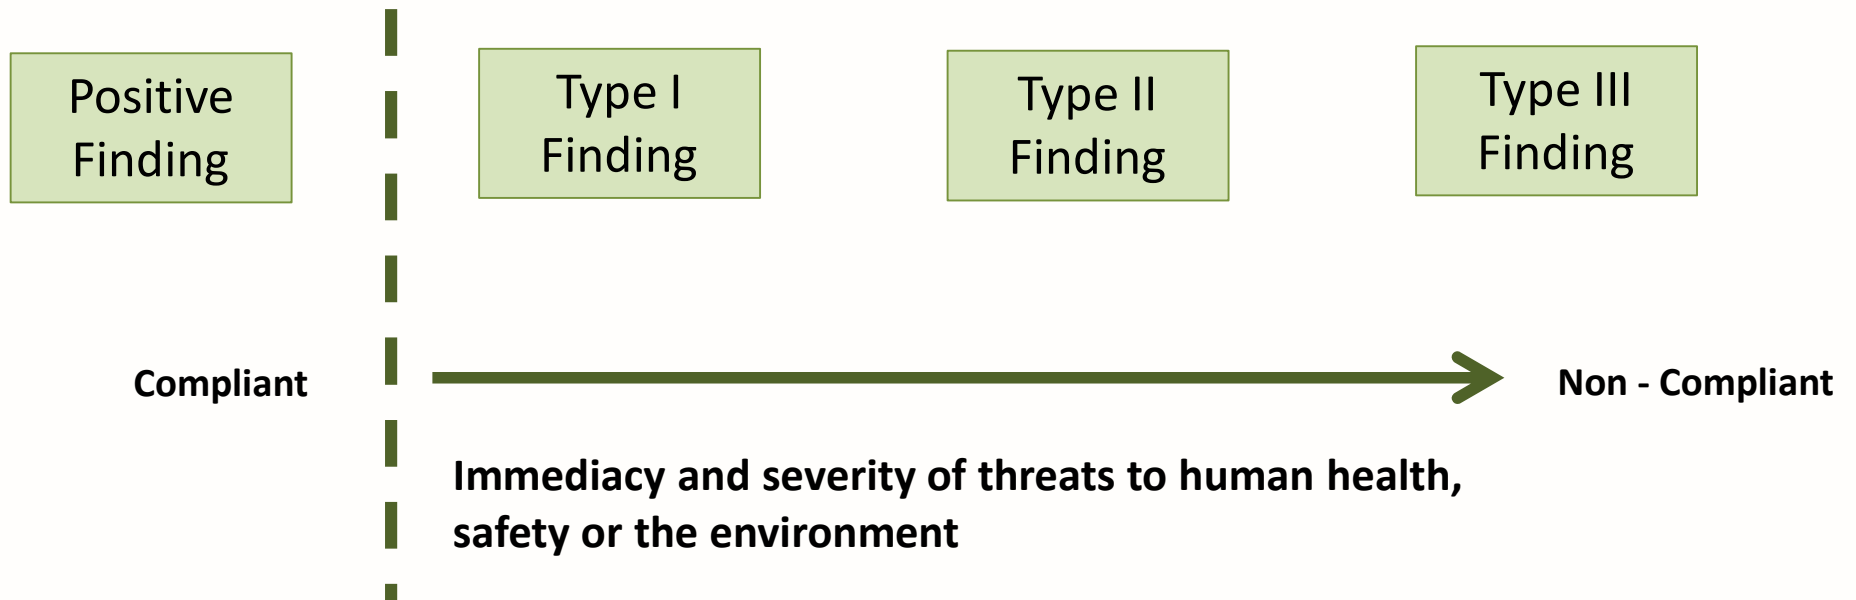 Positive
Finding
Type I
Finding
Type II
Finding
Type III
Finding
Compliant
Non - Compliant
Immediacy and severity of threats to human health,
safety or the environment